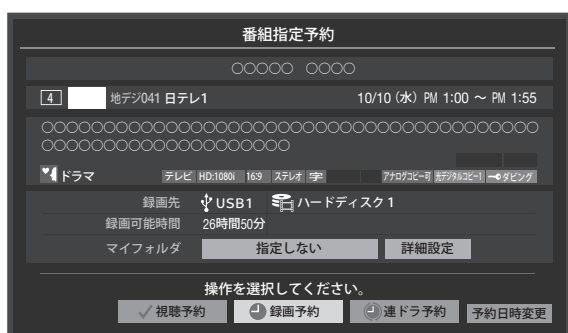 番組指定予約
○○○○○ ○○○○
4 地デジ041 日テレ1 10/10 (水) PM 1:00 ～ PM 1:55
○○○○○○○○○○○○○○○○○○○○○○○○○○○○○○○○○○○○○○○○
○○○○○○○○○○○○○○○○○○○○
ドラマ テレビ HD:1080i 16:9 ステレオ 字 アナログコピー可 光デジタルコピー1 ダビング
録画先 USB1 ハードディスク1
録画可能時間 26時間50分
マイフォルダ 指定しない 詳細設定
操作を選択してください。
視聴予約 録画予約 連ドラ予約 予約日時変更